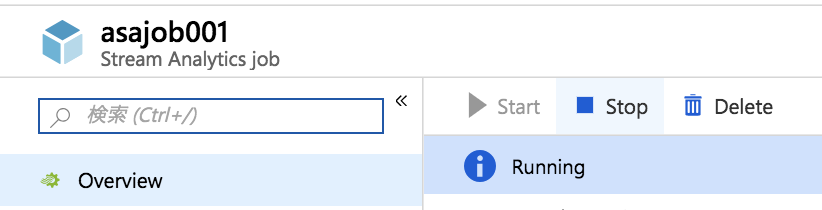 asajob001
Stream Analytics job
検索 (Ctrl+/)
«
Start
Stop
Delete
Overview
Running